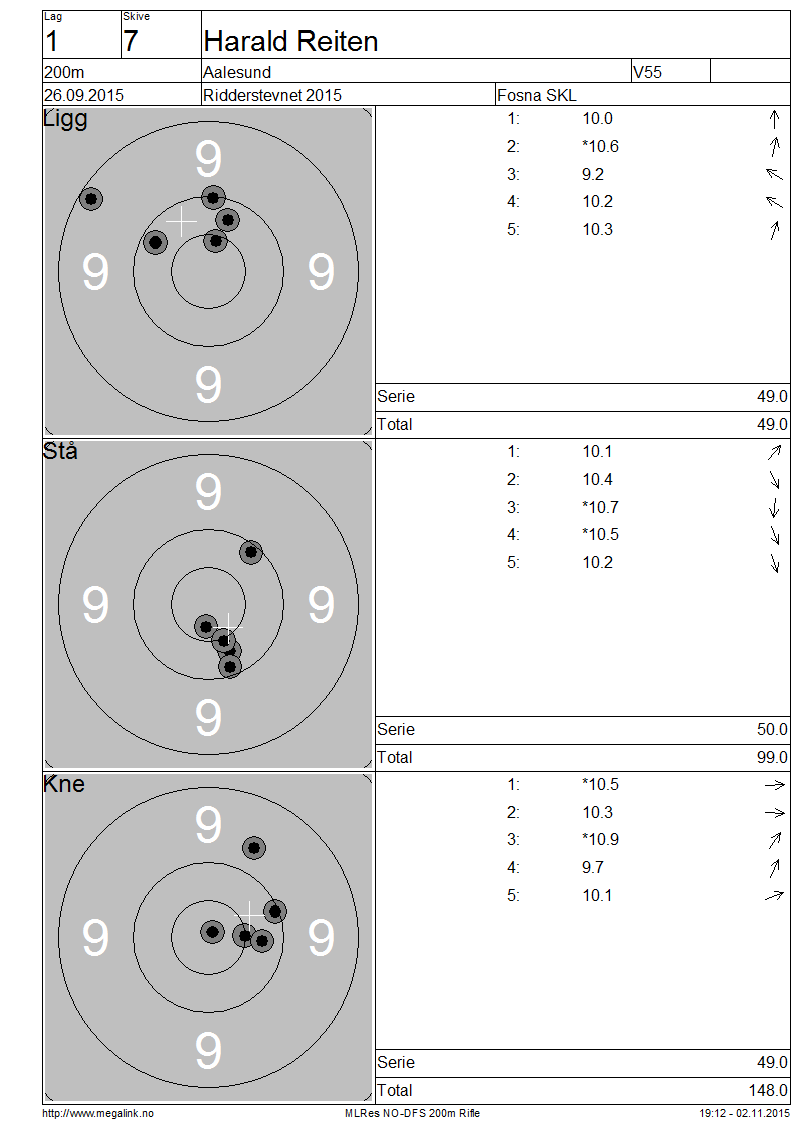 Lag Skive
1 7 Harald Reiten
200m Aalesund V55
26.09.2015 Ridderstevnet 2015 Fosna SKL
Ligg
9
9 9
9
1: 10.0
2: *10.6
3: 9.2
4: 10.2
5: 10.3
Serie 49.0
Total 49.0
Stå
9
9 9
9
1: 10.1
2: 10.4
3: *10.7
4: *10.5
5: 10.2
Serie 50.0
Total 99.0
Kne
9
9 9
9
1: *10.5
2: 10.3
3: *10.9
4: 9.7
5: 10.1
Serie 49.0
Total 148.0
http://www.megalink.no MLRes NO-DFS 200m Rifle 19:12 - 02.11.2015